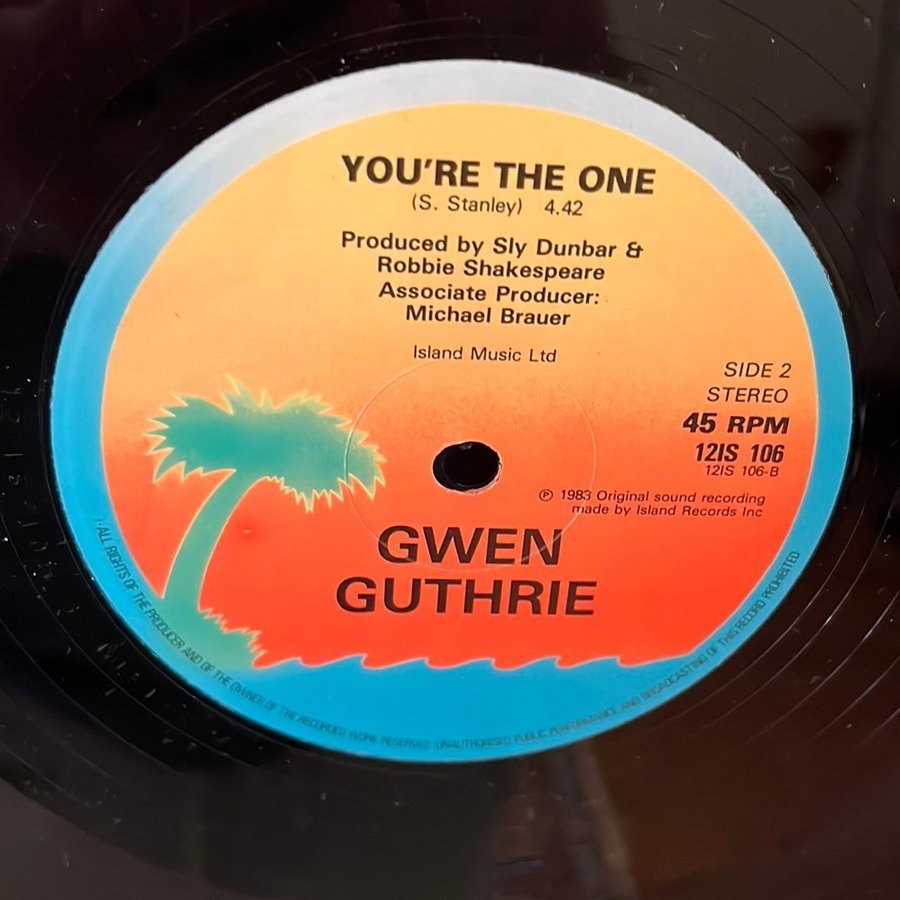 YOU'RE THE ONE
(S. Stanley) 4.42
Produced by Sly Dunbar &
Robbie Shakespeare
Associate Producer:
Michael Brauer
Island Music Ltd
SIDE 2
STEREO
45 RPM
12IS 106
12IS 106-B
℗ 1983 Original sound recording
made by Island Records Inc
GWEN
GUTHRIE
ALL RIGHTS OF THE PRODUCER AND OF THE OWNER OF THE RECORDED WORK RESERVED UNAUTHORISED PUBLIC PERFORMANCE AND BROADCASTING OF THIS RECORD PROHIBITED